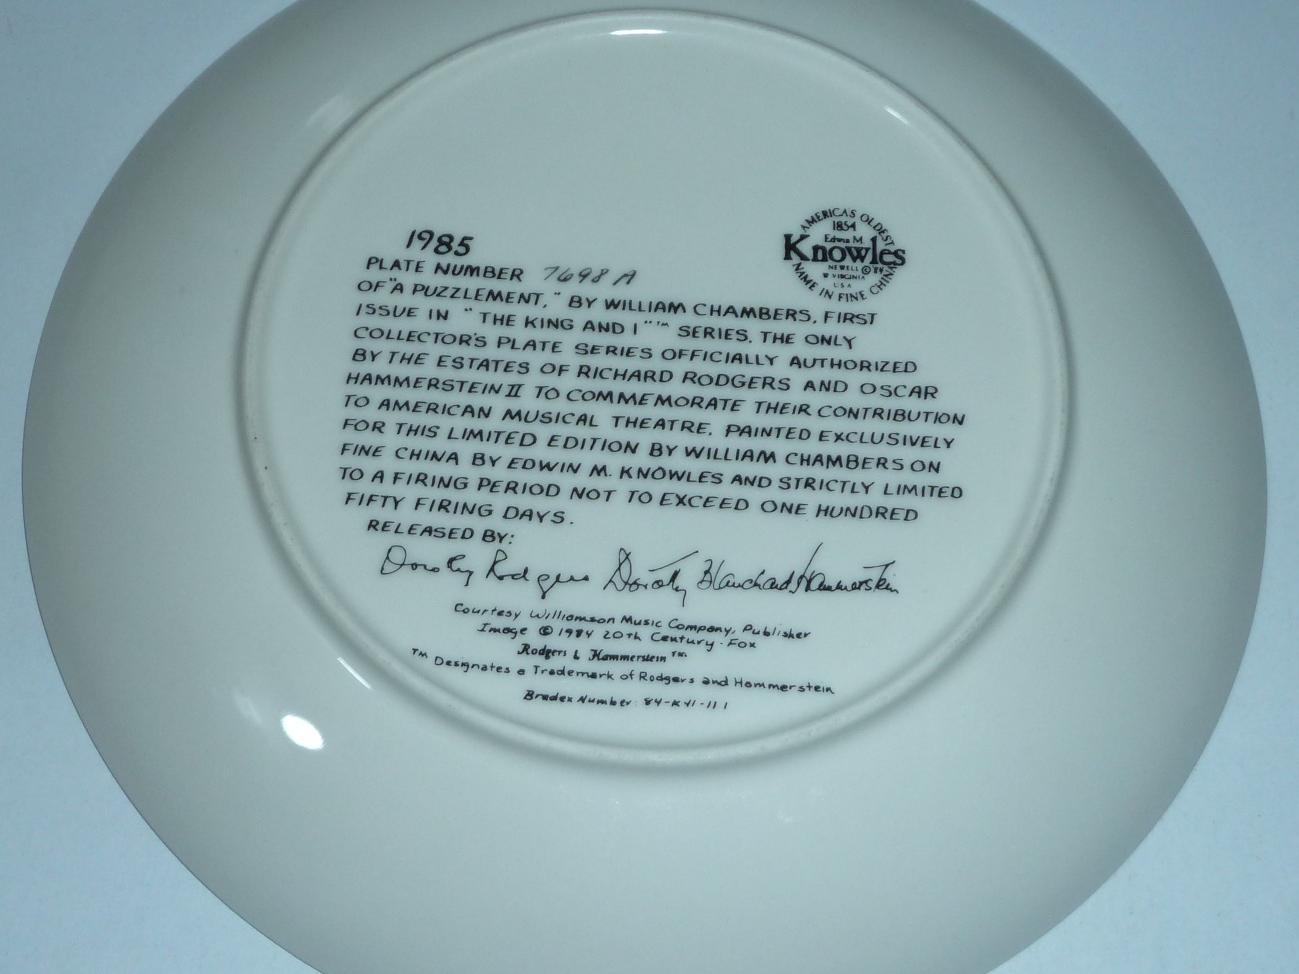 1985
PLATE NUMBER 7698 A
OF "A PUZZLEMENT," BY WILLIAM CHAMBERS, FIRST
ISSUE IN "THE KING AND I"™ SERIES. THE ONLY
COLLECTOR'S PLATE SERIES OFFICIALLY AUTHORIZED
BY THE ESTATES OF RICHARD RODGERS AND OSCAR
HAMMERSTEIN II TO COMMEMORATE THEIR CONTRIBUTION
TO AMERICAN MUSICAL THEATRE. PAINTED EXCLUSIVELY
FOR THIS LIMITED EDITION BY WILLIAM CHAMBERS ON
FINE CHINA BY EDWIN M. KNOWLES AND STRICTLY LIMITED
TO A FIRING PERIOD NOT TO EXCEED ONE HUNDRED
FIFTY FIRING DAYS.
RELEASED BY:
Dorothy Rodgers Dorothy Blanchard Hammerstein
Courtesy Williamson Music Company, Publisher
Image © 1984 20th Century-Fox
Rodgers & Hammerstein™
™ Designates a Trademark of Rodgers and Hammerstein
Bradex Number: 84-K41-11.1
AMERICA'S OLDEST
1854
Edwin M.
Knowles
NEWELL © '84
W VIRGINIA
USA
NAME IN FINE CHINA